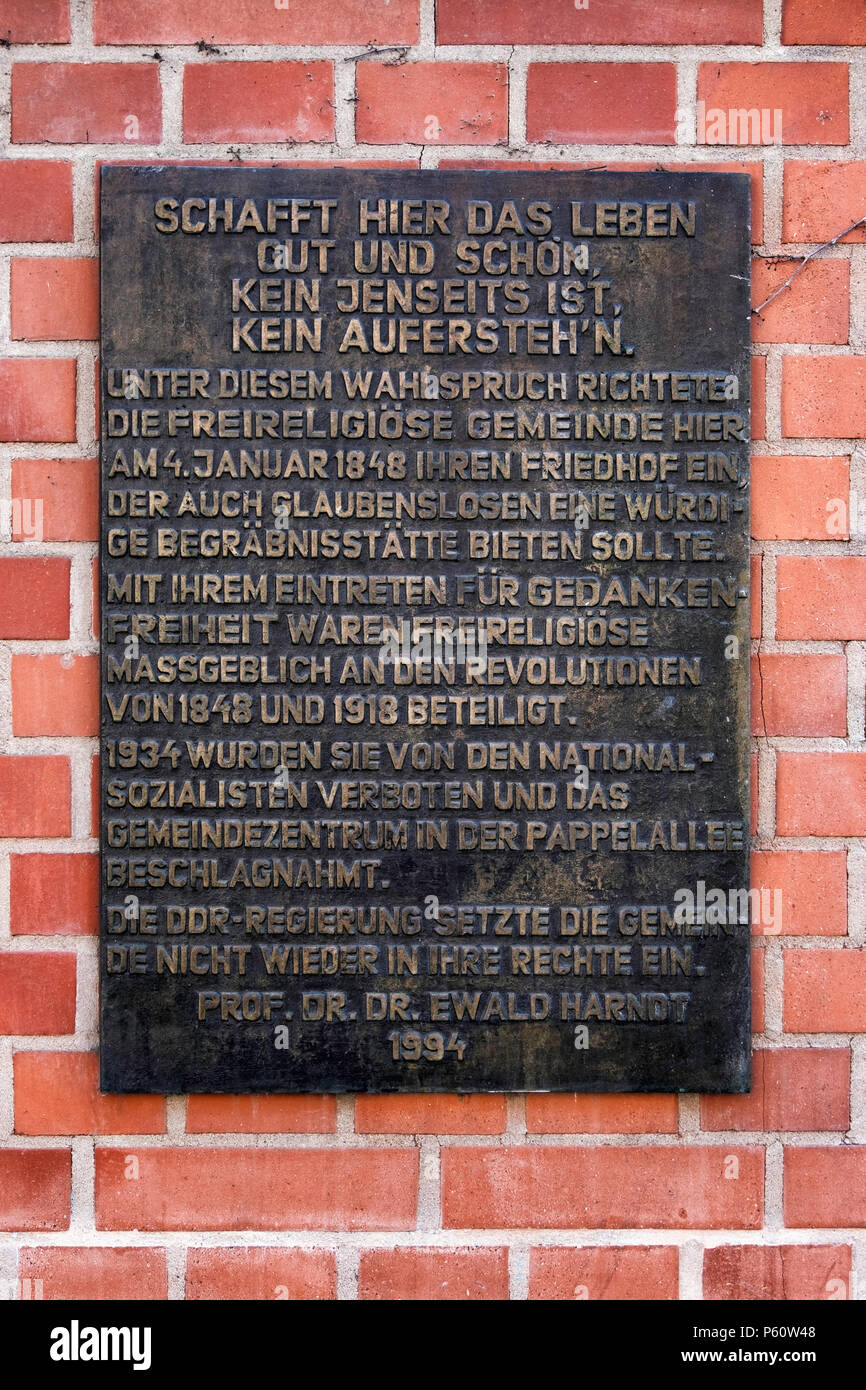 SCHAFFT HIER DAS LEBEN
GUT UND SCHÖN,
KEIN JENSEITS IST,
KEIN AUFERSTEH'N.
UNTER DIESEM WAHLSPRUCH RICHTETE
DIE FREIRELIGIÖSE GEMEINDE HIER
AM 4. JANUAR 1848 IHREN FRIEDHOF EIN,
DER AUCH GLAUBENSLOSEN EINE WÜRDI-
GE BEGRÄBNISSTÄTTE BIETEN SOLLTE.
MIT IHREM EINTRETEN FÜR GEDANKEN-
FREIHEIT WAREN FREIRELIGIÖSE
MASSGEBLICH AN DEN REVOLUTIONEN
VON 1848 UND 1918 BETEILIGT.
1934 WURDEN SIE VON DEN NATIONAL-
SOZIALISTEN VERBOTEN UND DAS
GEMEINDEZENTRUM IN DER PAPPELALLEE
BESCHLAGNAHMT.
DIE DDR-REGIERUNG SETZTE DIE GEMEIN-
DE NICHT WIEDER IN IHRE RECHTE EIN.
PROF. DR. DR. EWALD HARNDT
1994
alamy
alamy
Image ID: P60W48
www.alamy.com